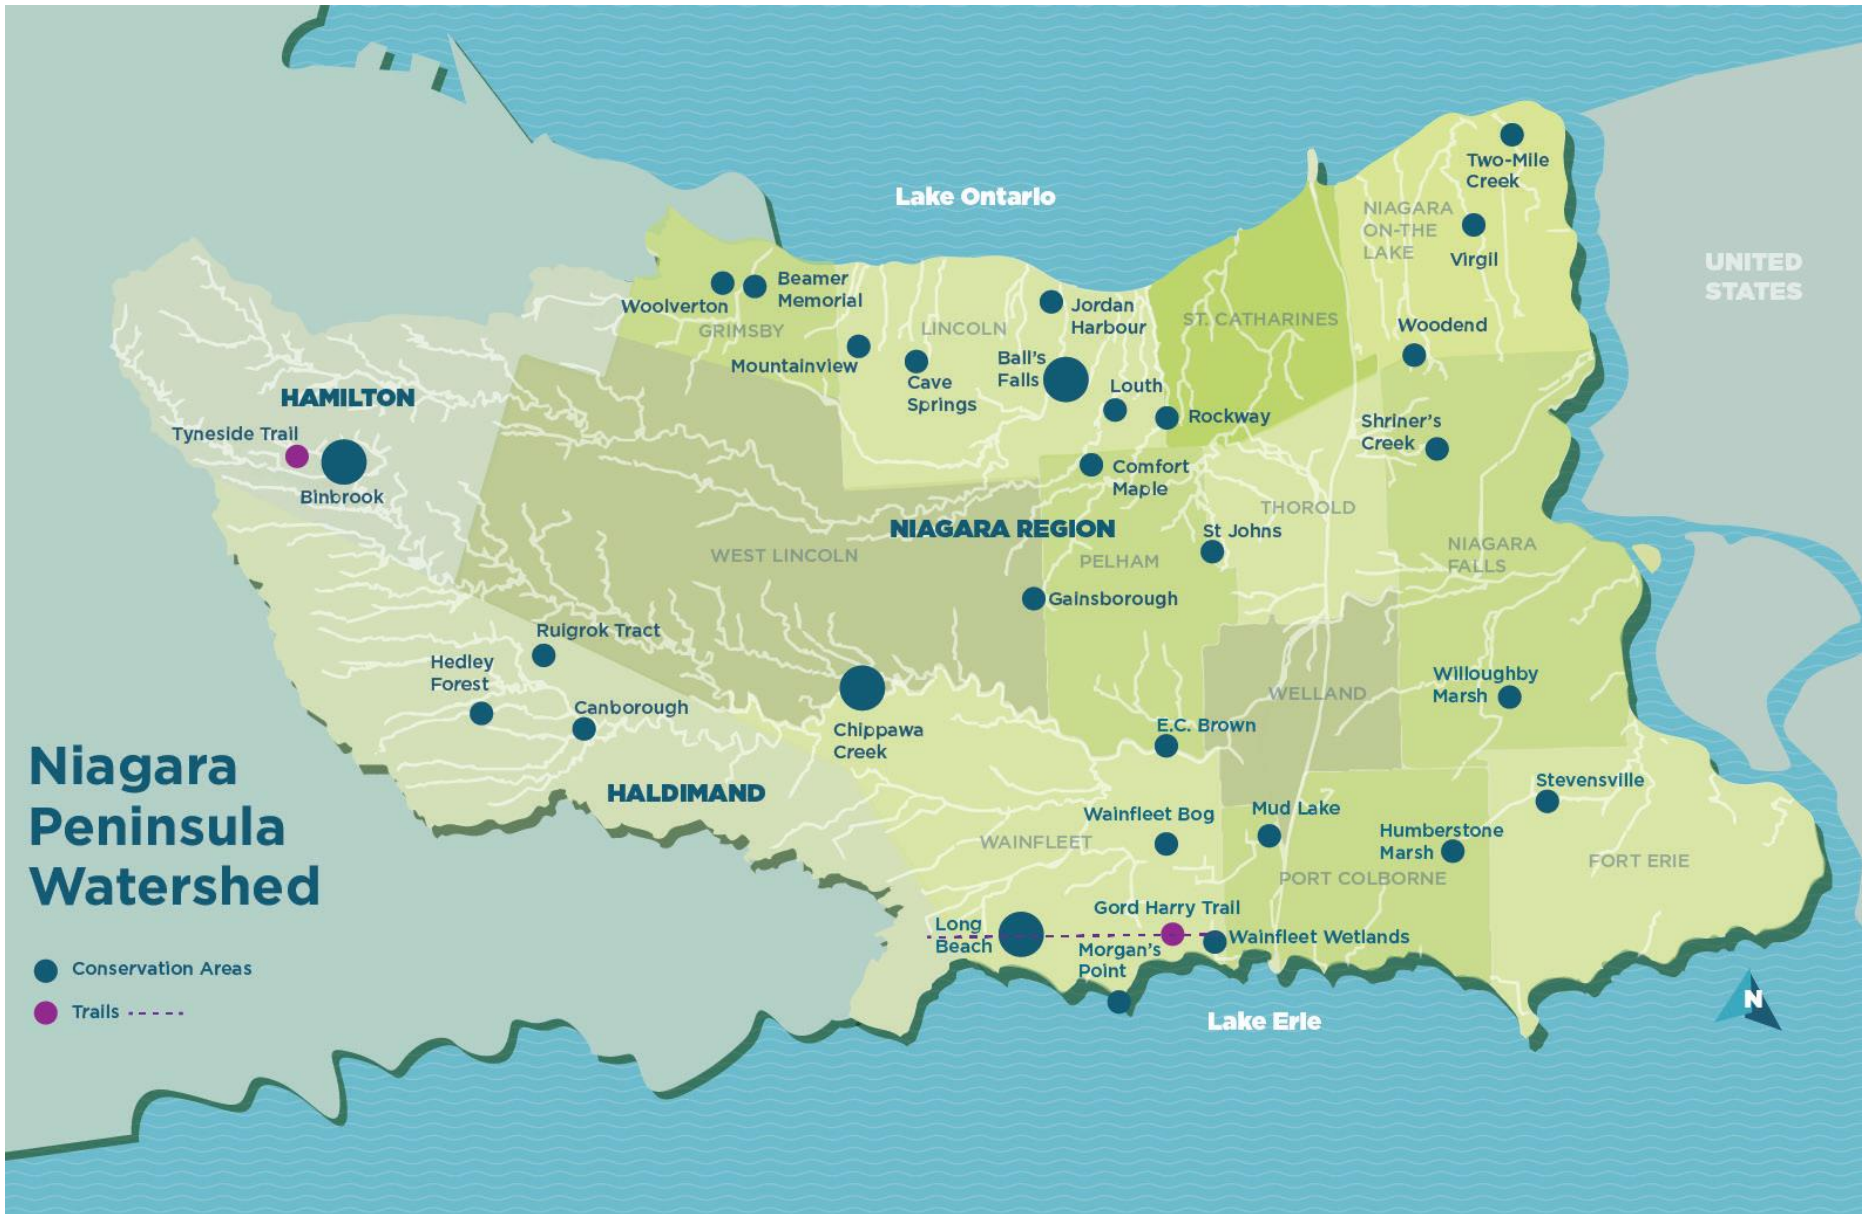 Lake Ontario
Two-Mile
Creek
NIAGARA
ON-THE
LAKE
Virgil
UNITED
STATES
Beamer
Memorial
Woolverton
GRIMSBY
Mountainview
LINCOLN
Cave
Springs
Jordan
Harbour
Ball's
Falls
Louth
ST. CATHARINES
Rockway
Woodend
Shriner's
Creek
HAMILTON
Tyneside Trail
Binbrook
Comfort
Maple
NIAGARA REGION
THOROLD
St Johns
WEST LINCOLN
PELHAM
NIAGARA
FALLS
Gainsborough
Ruigrok Tract
Hedley
Forest
Canborough
Chippawa
Creek
WELLAND
Willoughby
Marsh
E.C. Brown
HALDIMAND
Stevensville
Wainfleet Bog
Mud Lake
WAINFLEET
Humberstone
Marsh
FORT ERIE
PORT COLBORNE
Gord Harry Trail
Long
Beach
Wainfleet Wetlands
Morgan's
Point
Lake Erie
N
Niagara
Peninsula
Watershed
Conservation Areas
Trails